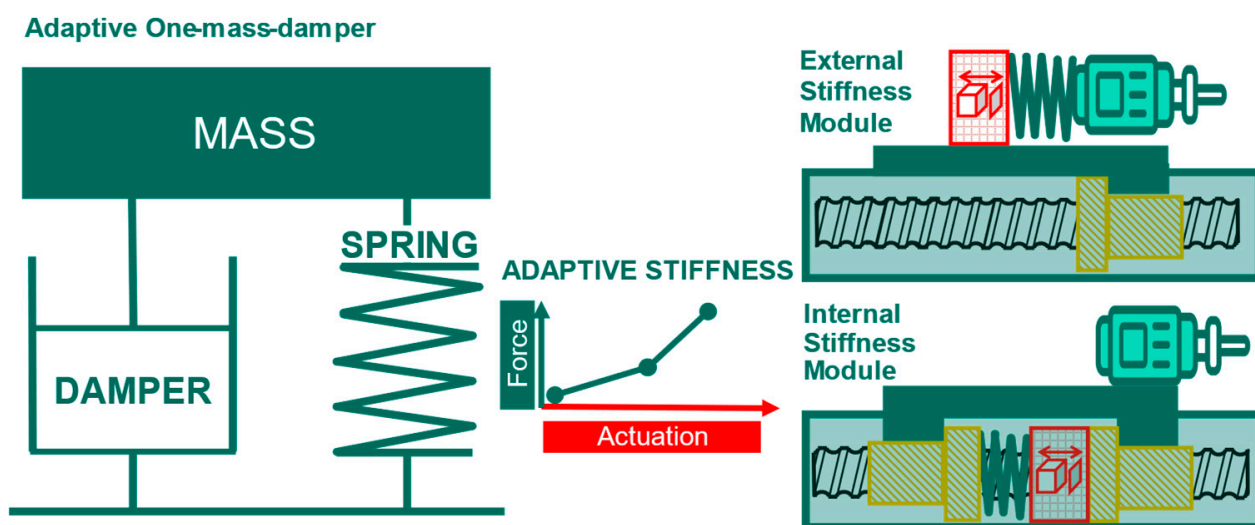 Adaptive One-mass-damper
MASS
SPRING
DAMPER
ADAPTIVE STIFFNESS
Force
Actuation
External
Stiffness
Module
Internal
Stiffness
Module